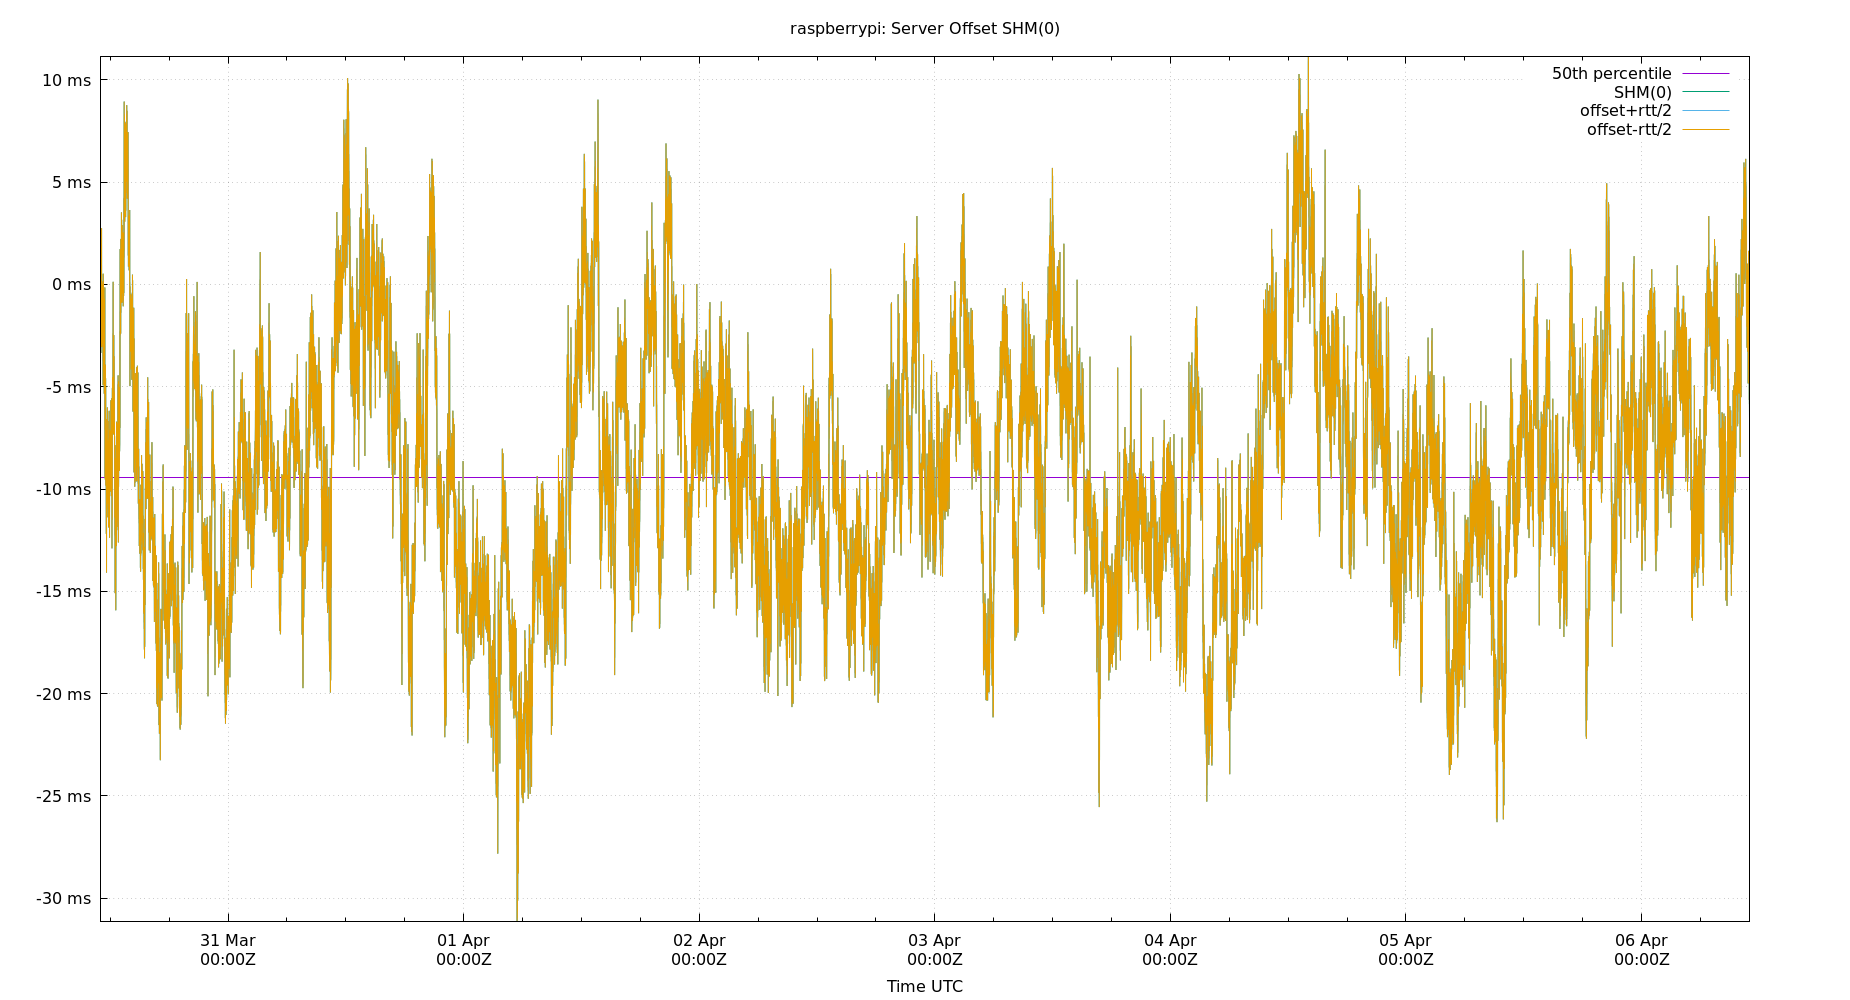 raspberrypi: Server Offset SHM(0)
50th percentile
SHM(0)
offset+rtt/2
offset-rtt/2
10 ms
5 ms
0 ms
-5 ms
-10 ms
-15 ms
-20 ms
-25 ms
-30 ms
31 Mar 01 Apr 02 Apr 03 Apr 04 Apr 05 Apr 06 Apr
00:00Z 00:00Z 00:00Z 00:00Z 00:00Z 00:00Z 00:00Z
Time UTC